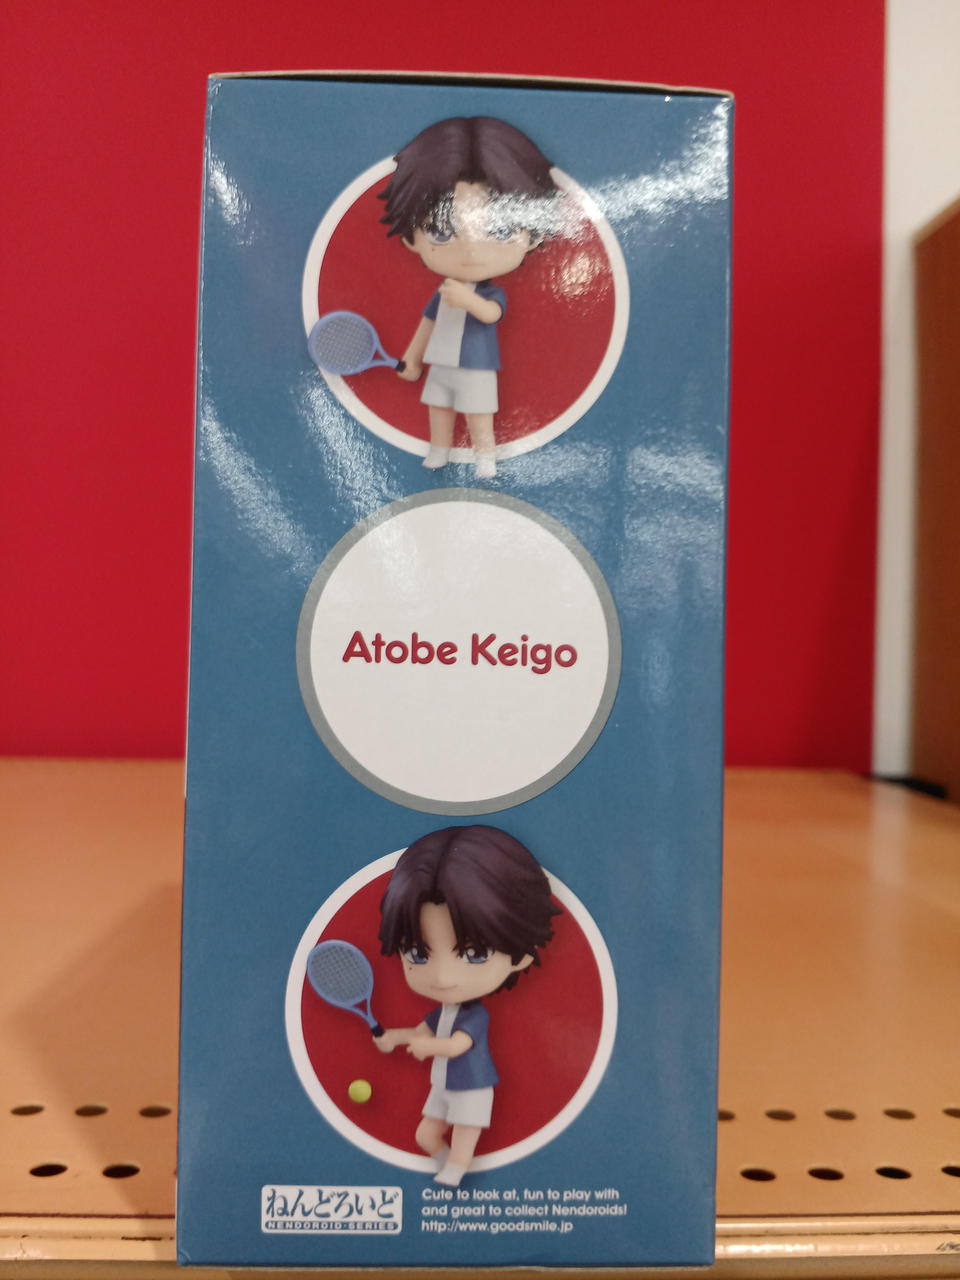 Atobe Keigo
ねんどろいど
NENDOROID·SERIES
Cute to look at, fun to play with
and great to collect Nendoroids!
http://www.goodsmile.jp